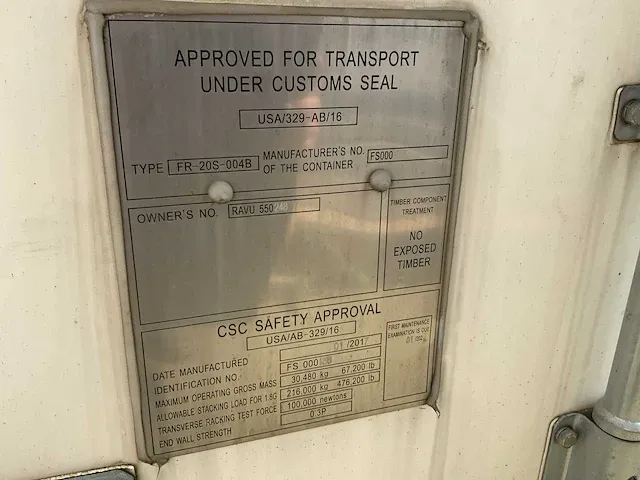 APPROVED FOR TRANSPORT
UNDER CUSTOMS SEAL
USA/329-AB/16
TYPE FR-20S-004B MANUFACTURER'S NO. OF THE CONTAINER FS000
OWNER'S NO. RAVU 550248
TIMBER COMPONENT
TREATMENT
NO
EXPOSED
TIMBER
CSC SAFETY APPROVAL
USA/AB-329/16
DATE MANUFACTURED 01/2017
IDENTIFICATION NO. FS 000
MAXIMUM OPERATING GROSS MASS 30,480 kg 67,200 lb
ALLOWABLE STACKING LOAD FOR 1.8G 216,000 kg 476,200 lb
TRANSVERSE RACKING TEST FORCE 100,000 newtons
END WALL STRENGTH 0.3P
FIRST MAINTENANCE
EXAMINATION IS DUE
01